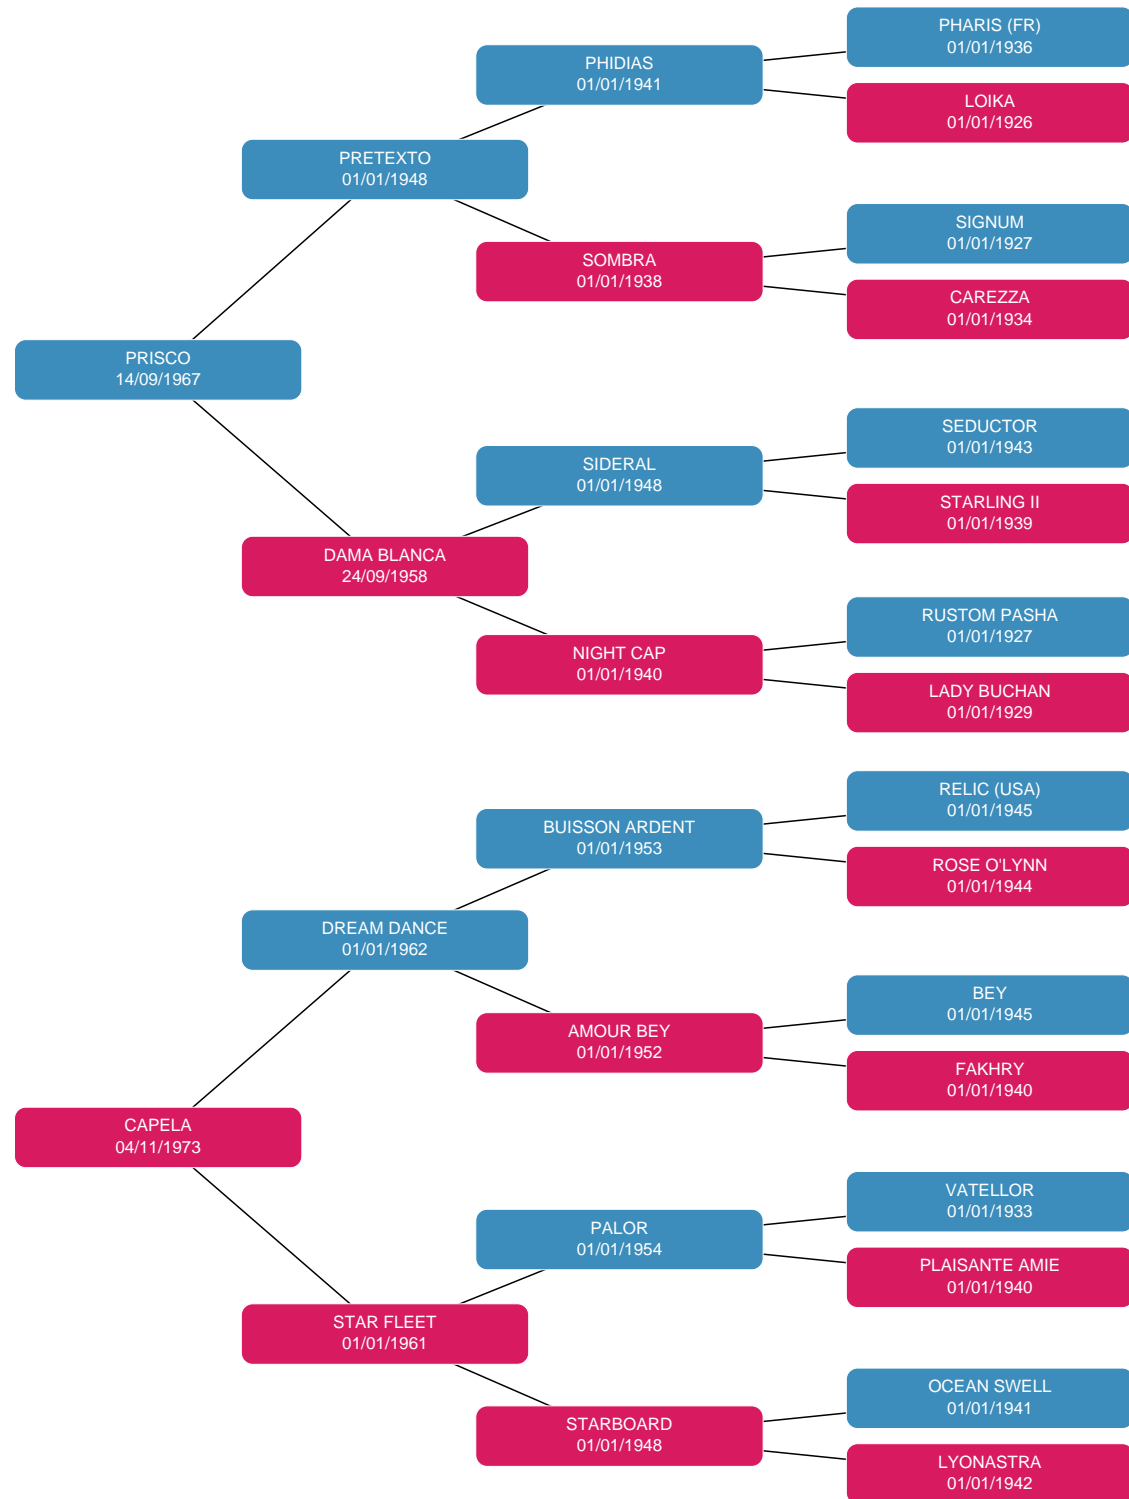 PHARIS (FR)
01/01/1936
PHIDIAS
01/01/1941
LOIKA
01/01/1926
PRETEXTO
01/01/1948
SIGNUM
01/01/1927
SOMBRA
01/01/1938
CAREZZA
01/01/1934
PRISCO
14/09/1967
SEDUCTOR
01/01/1943
SIDERAL
01/01/1948
STARLING II
01/01/1939
DAMA BLANCA
24/09/1958
RUSTOM PASHA
01/01/1927
NIGHT CAP
01/01/1940
LADY BUCHAN
01/01/1929
RELIC (USA)
01/01/1945
BUISSON ARDENT
01/01/1953
ROSE O'LYNN
01/01/1944
DREAM DANCE
01/01/1962
BEY
01/01/1945
AMOUR BEY
01/01/1952
FAKHRY
01/01/1940
CAPELA
04/11/1973
VATELLOR
01/01/1933
PALOR
01/01/1954
PLAISANTE AMIE
01/01/1940
STAR FLEET
01/01/1961
OCEAN SWELL
01/01/1941
STARBOARD
01/01/1948
LYONASTRA
01/01/1942